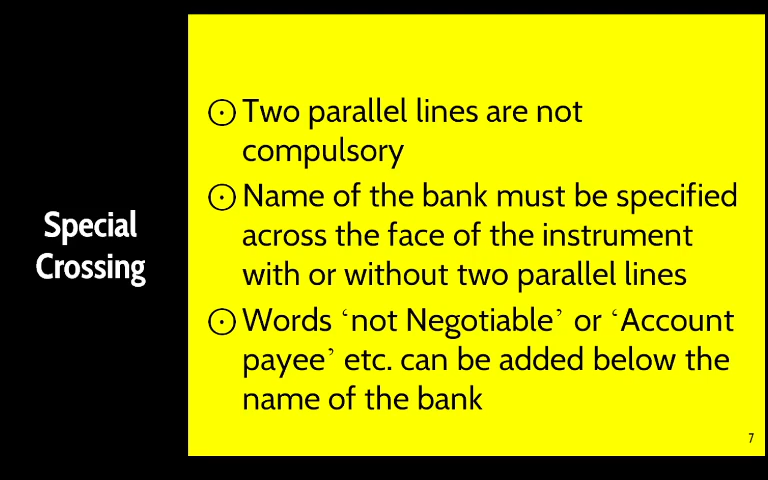 Special
Crossing
Two parallel lines are not
compulsory
Name of the bank must be specified
across the face of the instrument
with or without two parallel lines
Words ‘not Negotiable’ or ‘Account
payee’ etc. can be added below the
name of the bank
7